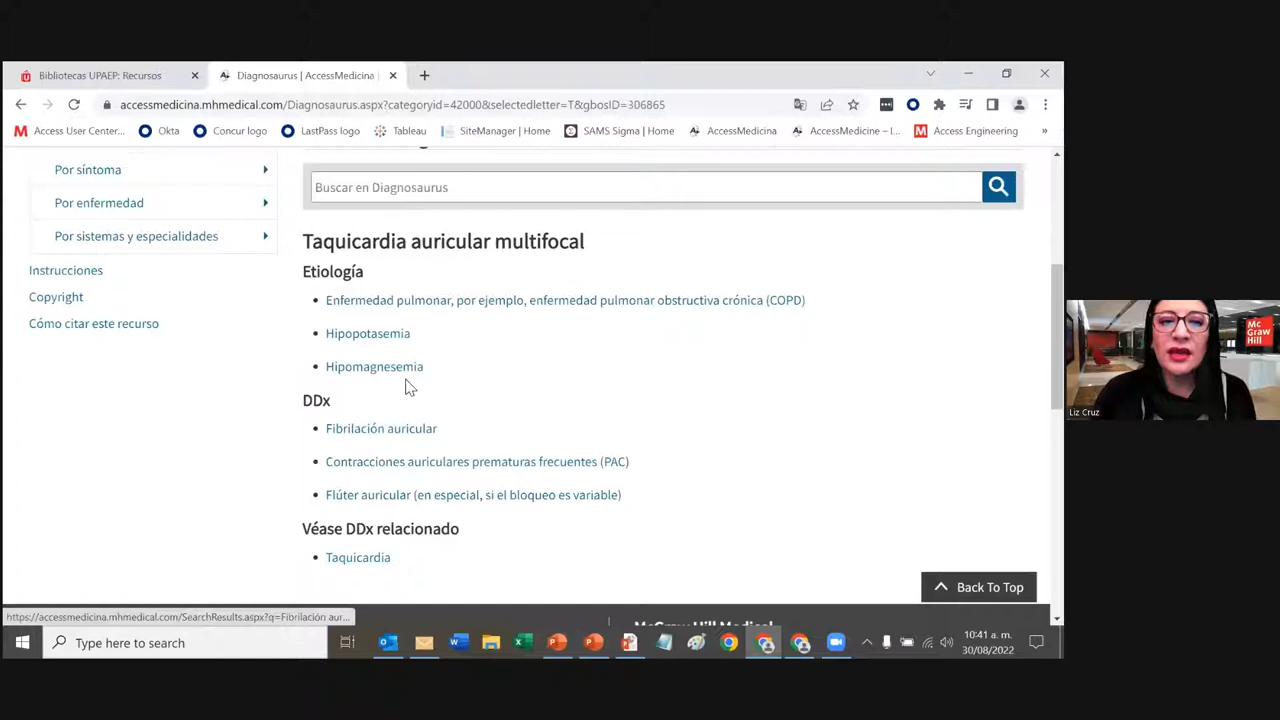 Bibliotecas UPAEP: Recursos
Diagnosaurus | AccessMedicina
accessmedicina.mhmedical.com/Diagnosaurus.aspx?categoryid=42000&selectedletter=T&gbosID=306865
Access User Center... Okta Concur logo LastPass logo Tableau SiteManager | Home SAMS Sigma | Home AccessMedicina AccessMedicine – I... Access Engineering »
Por síntoma
Por enfermedad
Por sistemas y especialidades
Instrucciones
Copyright
Cómo citar este recurso
Buscar en Diagnosaurus
Taquicardia auricular multifocal
Etiología
Enfermedad pulmonar, por ejemplo, enfermedad pulmonar obstructiva crónica (COPD)
Hipopotasemia
Hipomagnesemia
DDx
Fibrilación auricular
Contracciones auriculares prematuras frecuentes (PAC)
Flúter auricular (en especial, si el bloqueo es variable)
Véase DDx relacionado
Taquicardia
Back To Top
https://accessmedicina.mhmedical.com/SearchResults.aspx?q=Fibrilación aur...
Type here to search
10:41 a. m.
30/08/2022
Mc
Graw
Hill
Liz Cruz